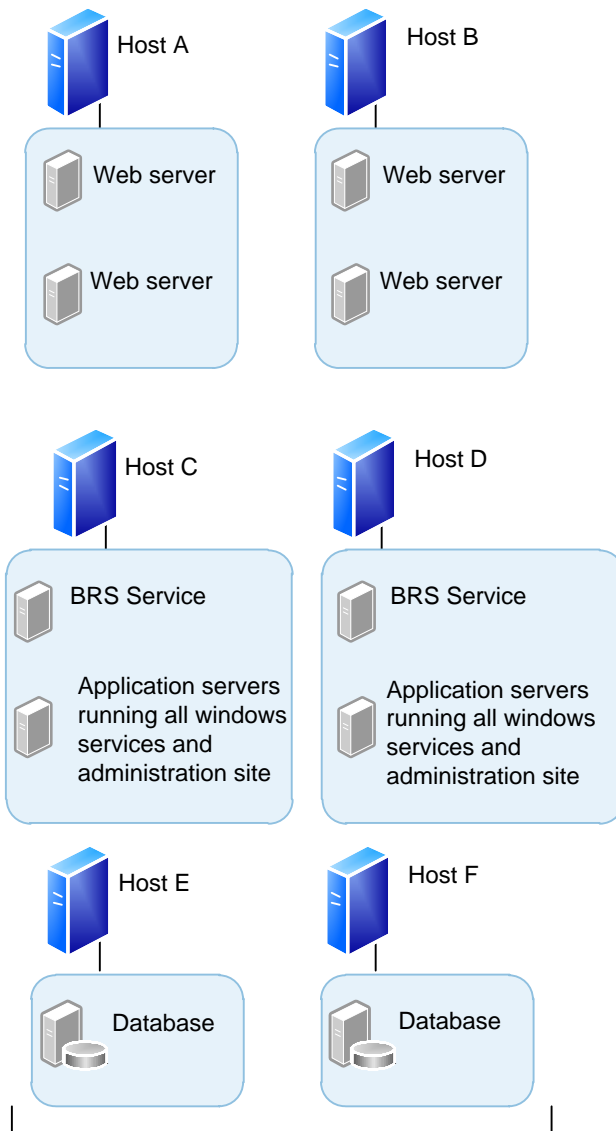 Host A
Host B
Web server
Web server
Web server
Web server
Host C
Host D
BRS Service
Application servers
running all windows
services and
administration site
BRS Service
Application servers
running all windows
services and
administration site
Host E
Host F
Database
Database